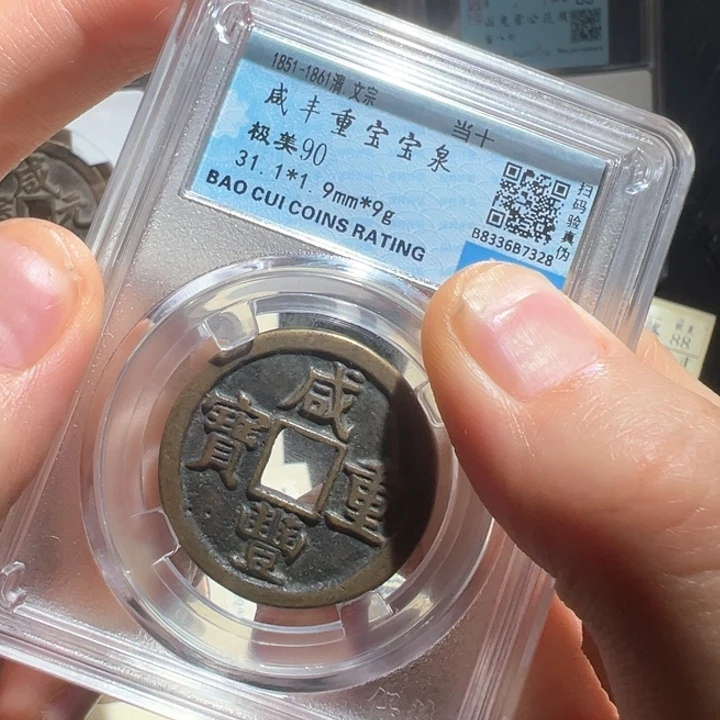 1851-1861清.文宗
咸丰重宝宝泉 当十
极美90
31.1*1.9mm*9g
BAO CUI COINS RATING
扫码验真伪
B8336B7328
咸
豐
重
寶
88